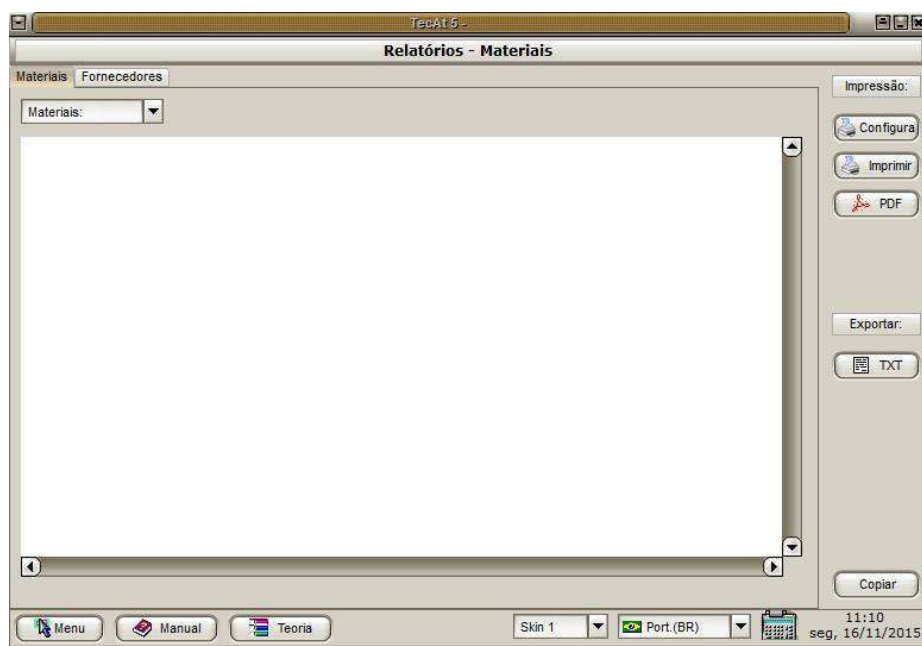 TecAt 5 -
Relatórios - Materiais
Materiais Fornecedores
Impressão:
Materiais:
Configura
Imprimir
PDF
Exportar:
TXT
Copiar
Menu Manual Teoria Skin 1 Port.(BR) 11:10
seg, 16/11/2015